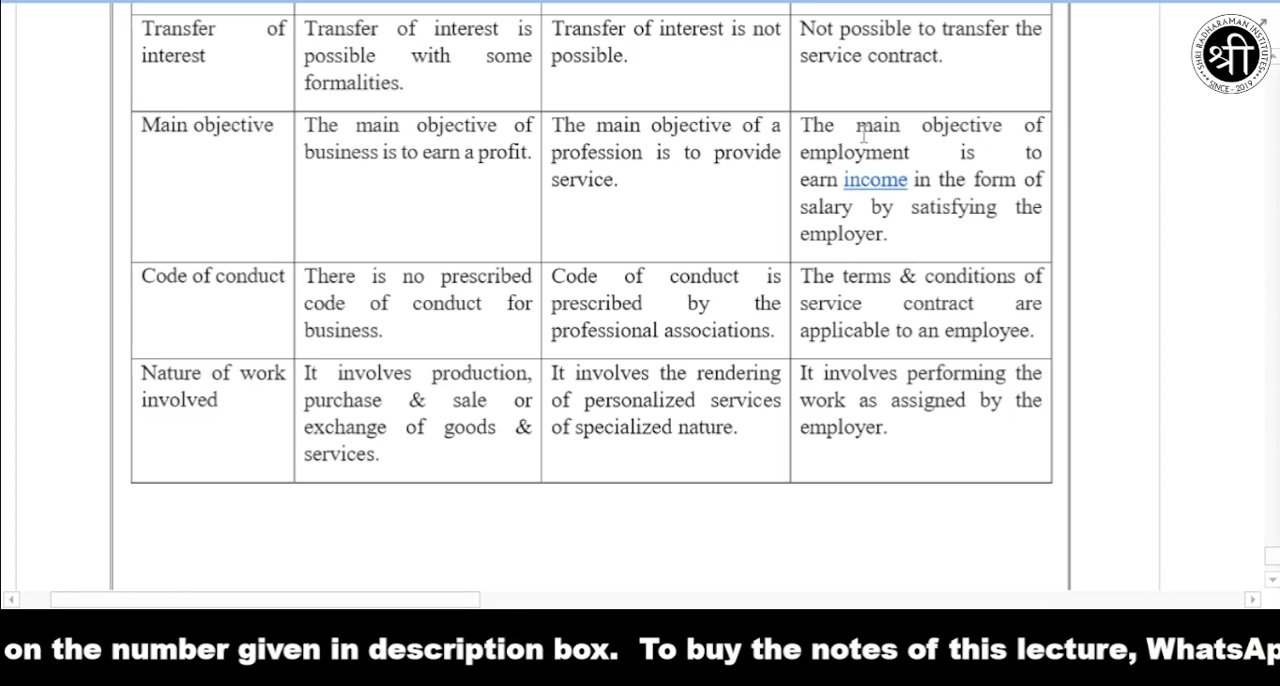 Transfer of
interest
Transfer of interest is
possible with some
formalities.
Transfer of interest is not
possible.
Not possible to transfer the
service contract.
Main objective
The main objective of
business is to earn a profit.
The main objective of a
profession is to provide
service.
The main objective of
employment is to
earn income in the form of
salary by satisfying the
employer.
Code of conduct
There is no prescribed
code of conduct for
business.
Code of conduct is
prescribed by the
professional associations.
The terms & conditions of
service contract are
applicable to an employee.
Nature of work
involved
It involves production,
purchase & sale or
exchange of goods &
services.
It involves the rendering
of personalized services
of specialized nature.
It involves performing the
work as assigned by the
employer.
SHRI RADHARAMAN INSTITUTES
श्री
SINCE - 2019
on the number given in description box. To buy the notes of this lecture, WhatsAp